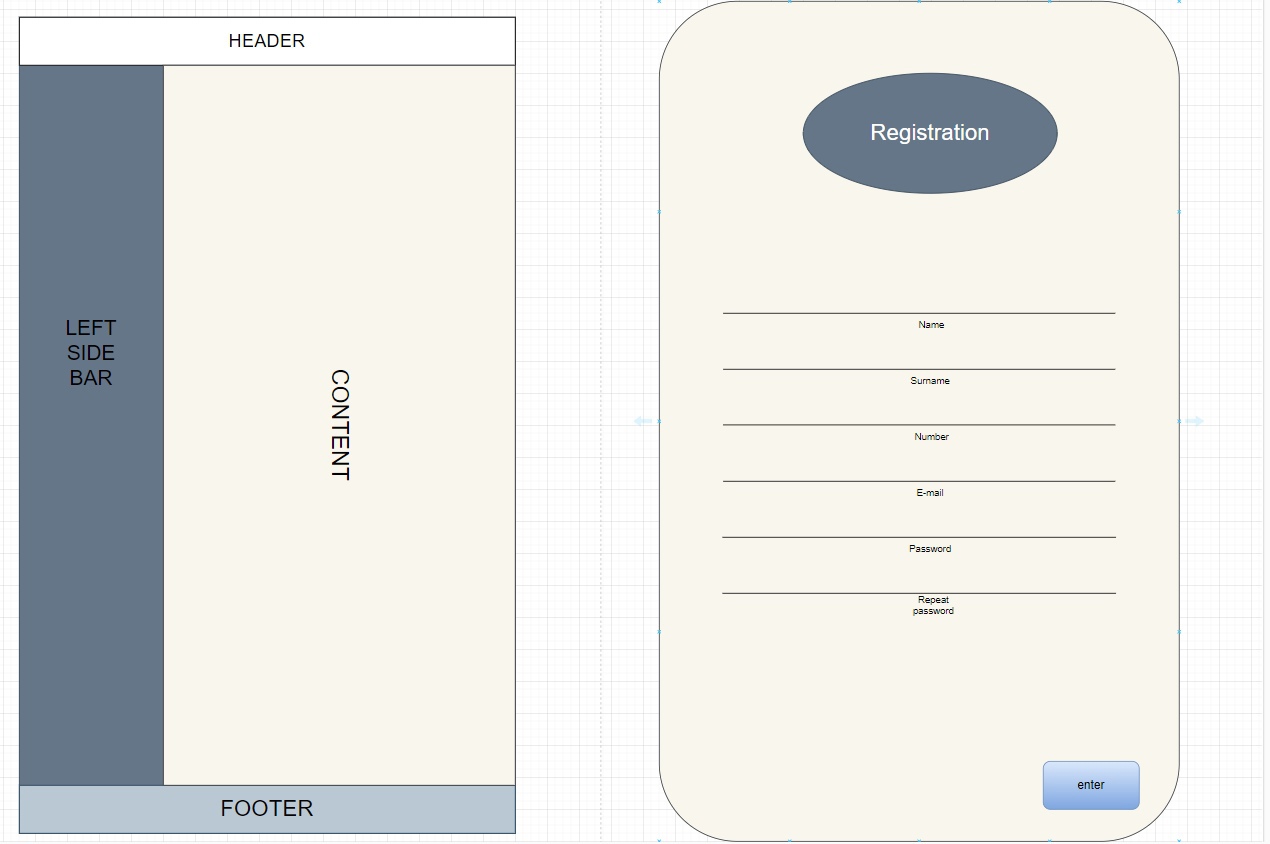 HEADER
LEFT
SIDE
BAR
CONTENT
FOOTER
Registration
Name
Surname
Number
E-mail
Password
Repeat
password
enter